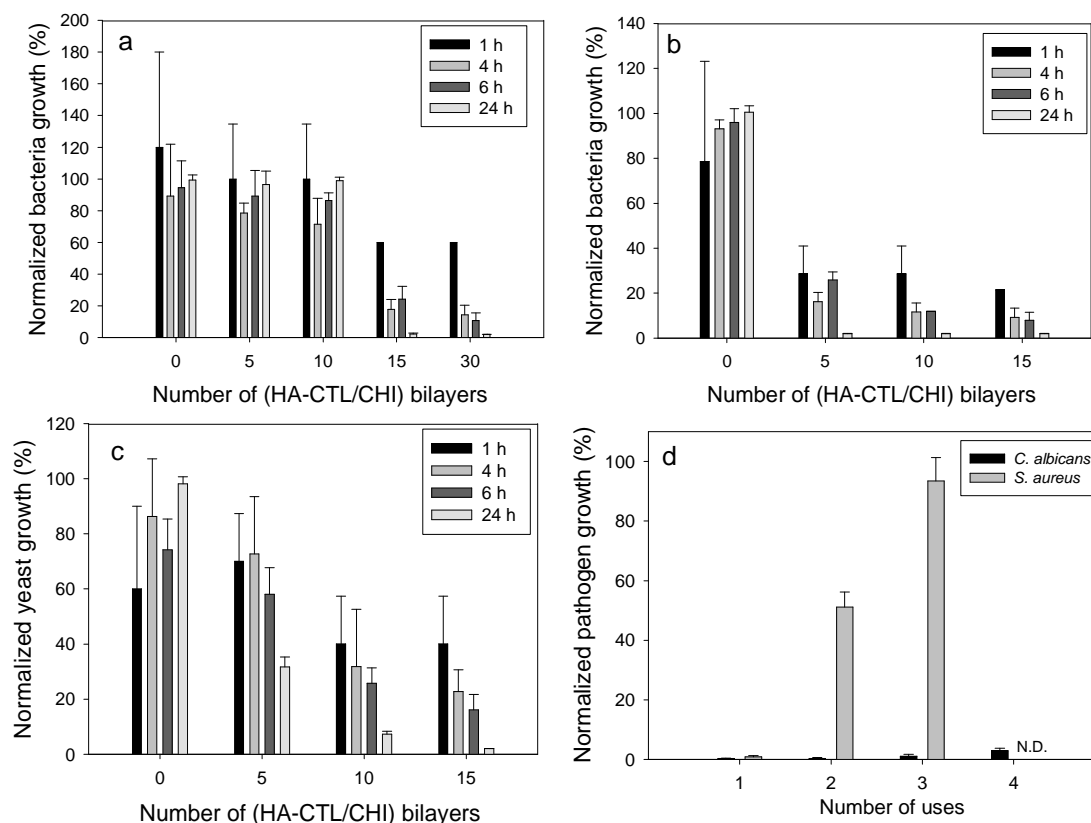 a
Normalized bacteria growth (%)
200
180
160
140
120
100
80
60
40
20
0
1 h
4 h
6 h
24 h
0 5 10 15 30
Number of (HA-CTL/CHI) bilayers
b
Normalized bacteria growth (%)
140
120
100
80
60
40
20
0
1 h
4 h
6 h
24 h
0 5 10 15
Number of (HA-CTL/CHI) bilayers
c
Normalized yeast growth (%)
120
100
80
60
40
20
0
1 h
4 h
6 h
24 h
0 5 10 15
Number of (HA-CTL/CHI) bilayers
d
Normalized pathogen growth (%)
100
80
60
40
20
0
C. albicans
S. aureus
N.D.
1 2 3 4
Number of uses